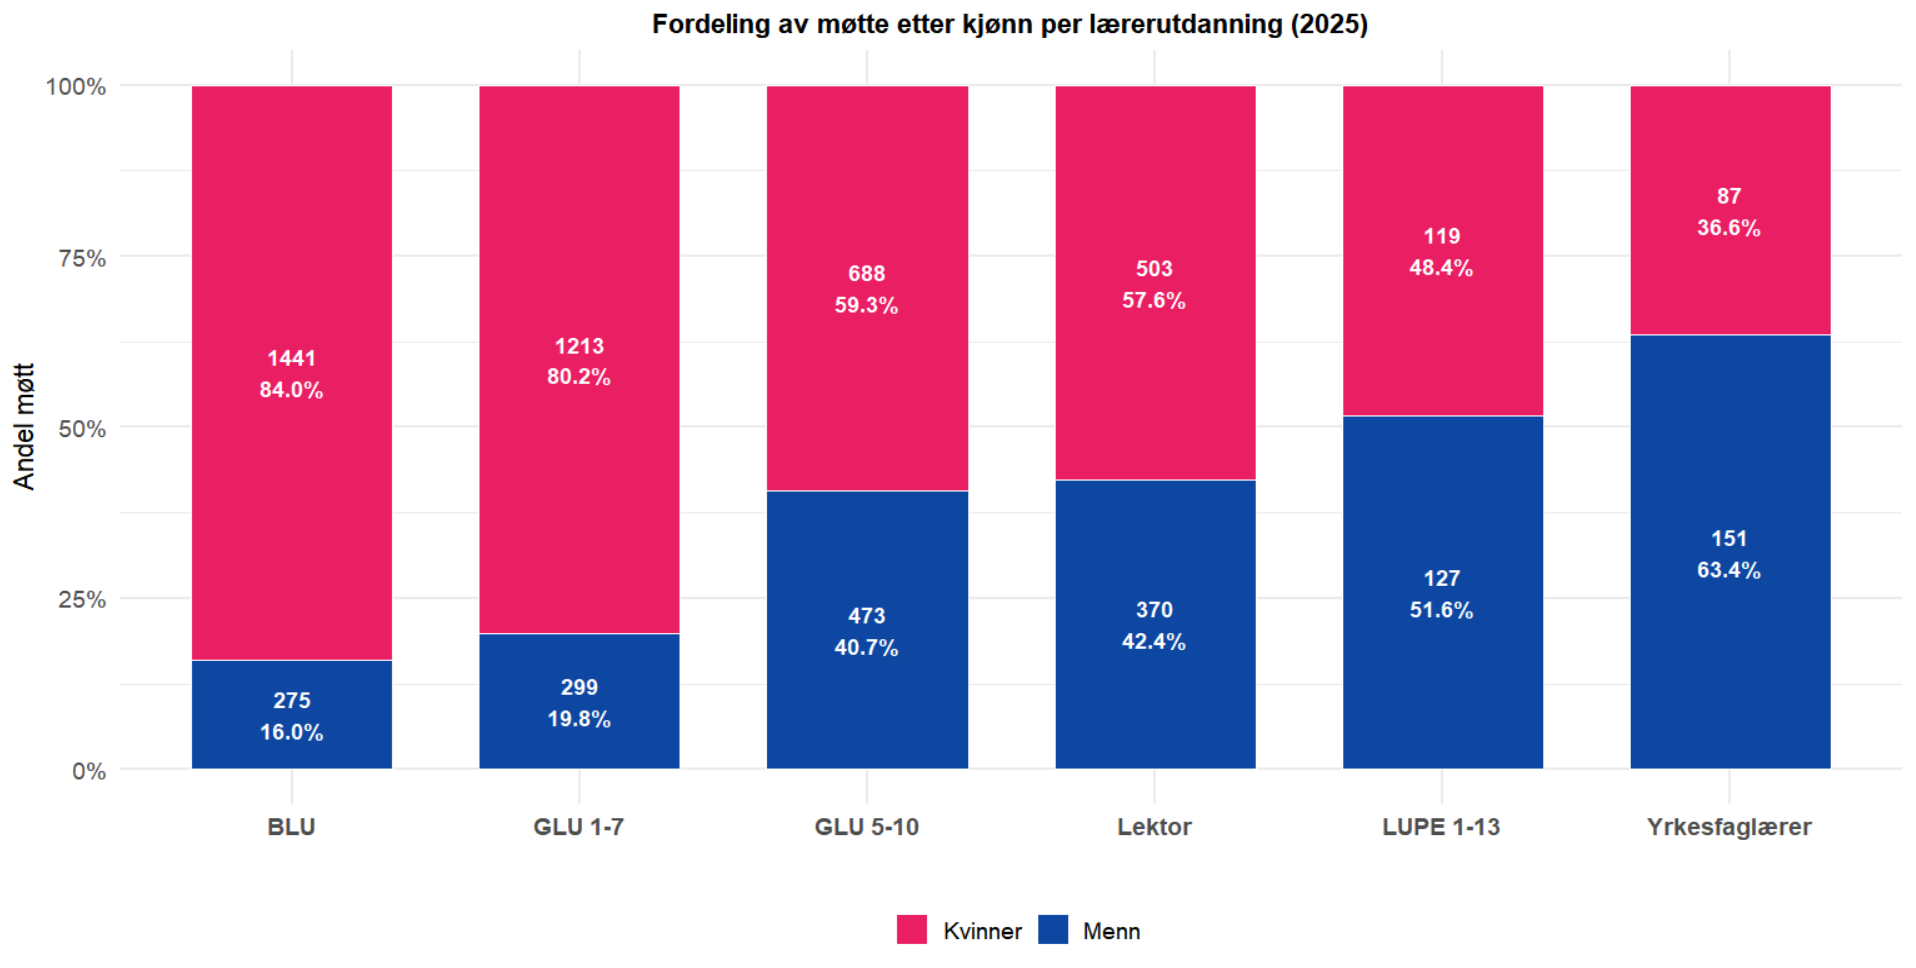 Fordeling av møtte etter kjønn per lærerutdanning (2025)
Andel møtt
100%
75%
50%
25%
0%
1441
84.0%
275
16.0%
1213
80.2%
299
19.8%
688
59.3%
473
40.7%
503
57.6%
370
42.4%
119
48.4%
127
51.6%
87
36.6%
151
63.4%
BLU
GLU 1-7
GLU 5-10
Lektor
LUPE 1-13
Yrkesfaglærer
Kvinner
Menn